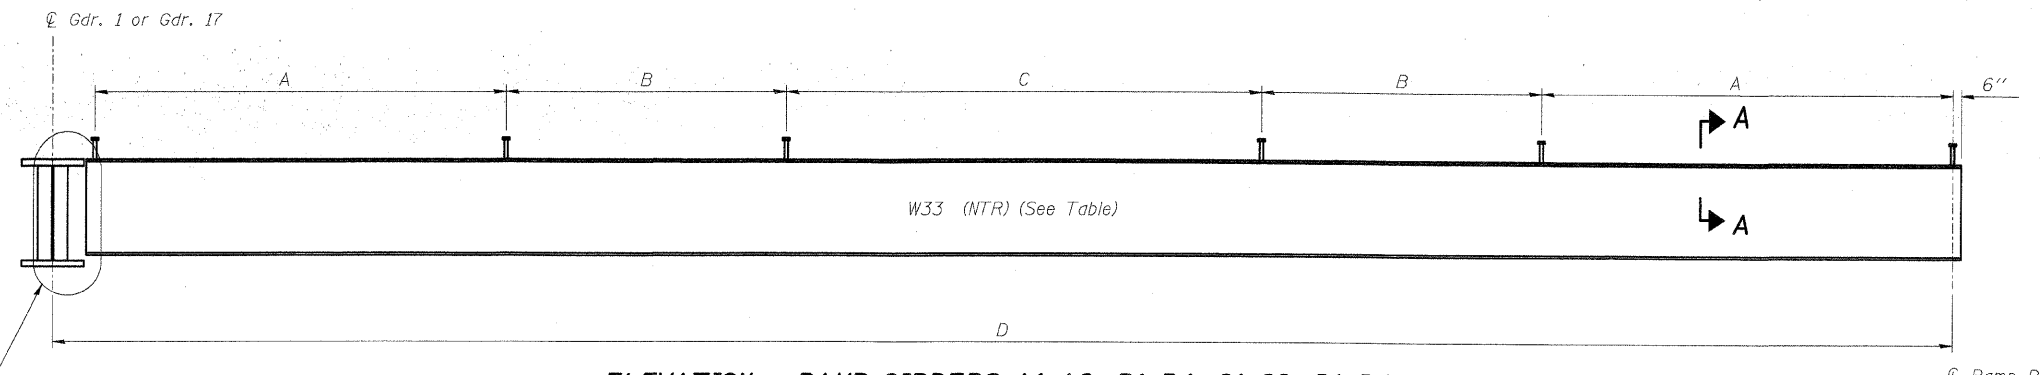 ℄ Gdr. 1 or Gdr. 17
A B C B A 6"
A
W33 (NTR) (See Table)
A
D